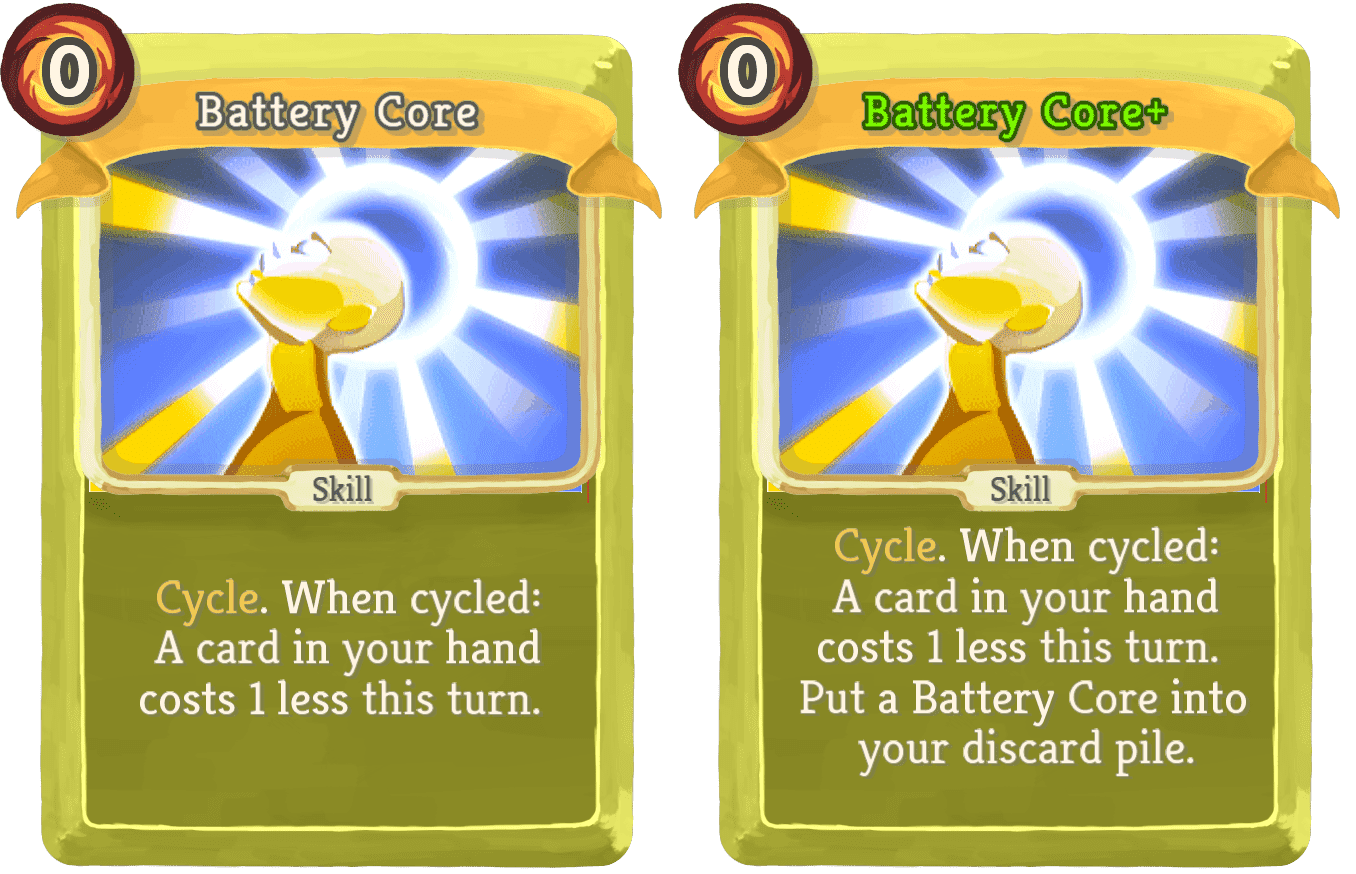 0
Battery Core
Skill
Cycle. When cycled:
A card in your hand
costs 1 less this turn.
0
Battery Core+
Skill
Cycle. When cycled:
A card in your hand
costs 1 less this turn.
Put a Battery Core into
your discard pile.